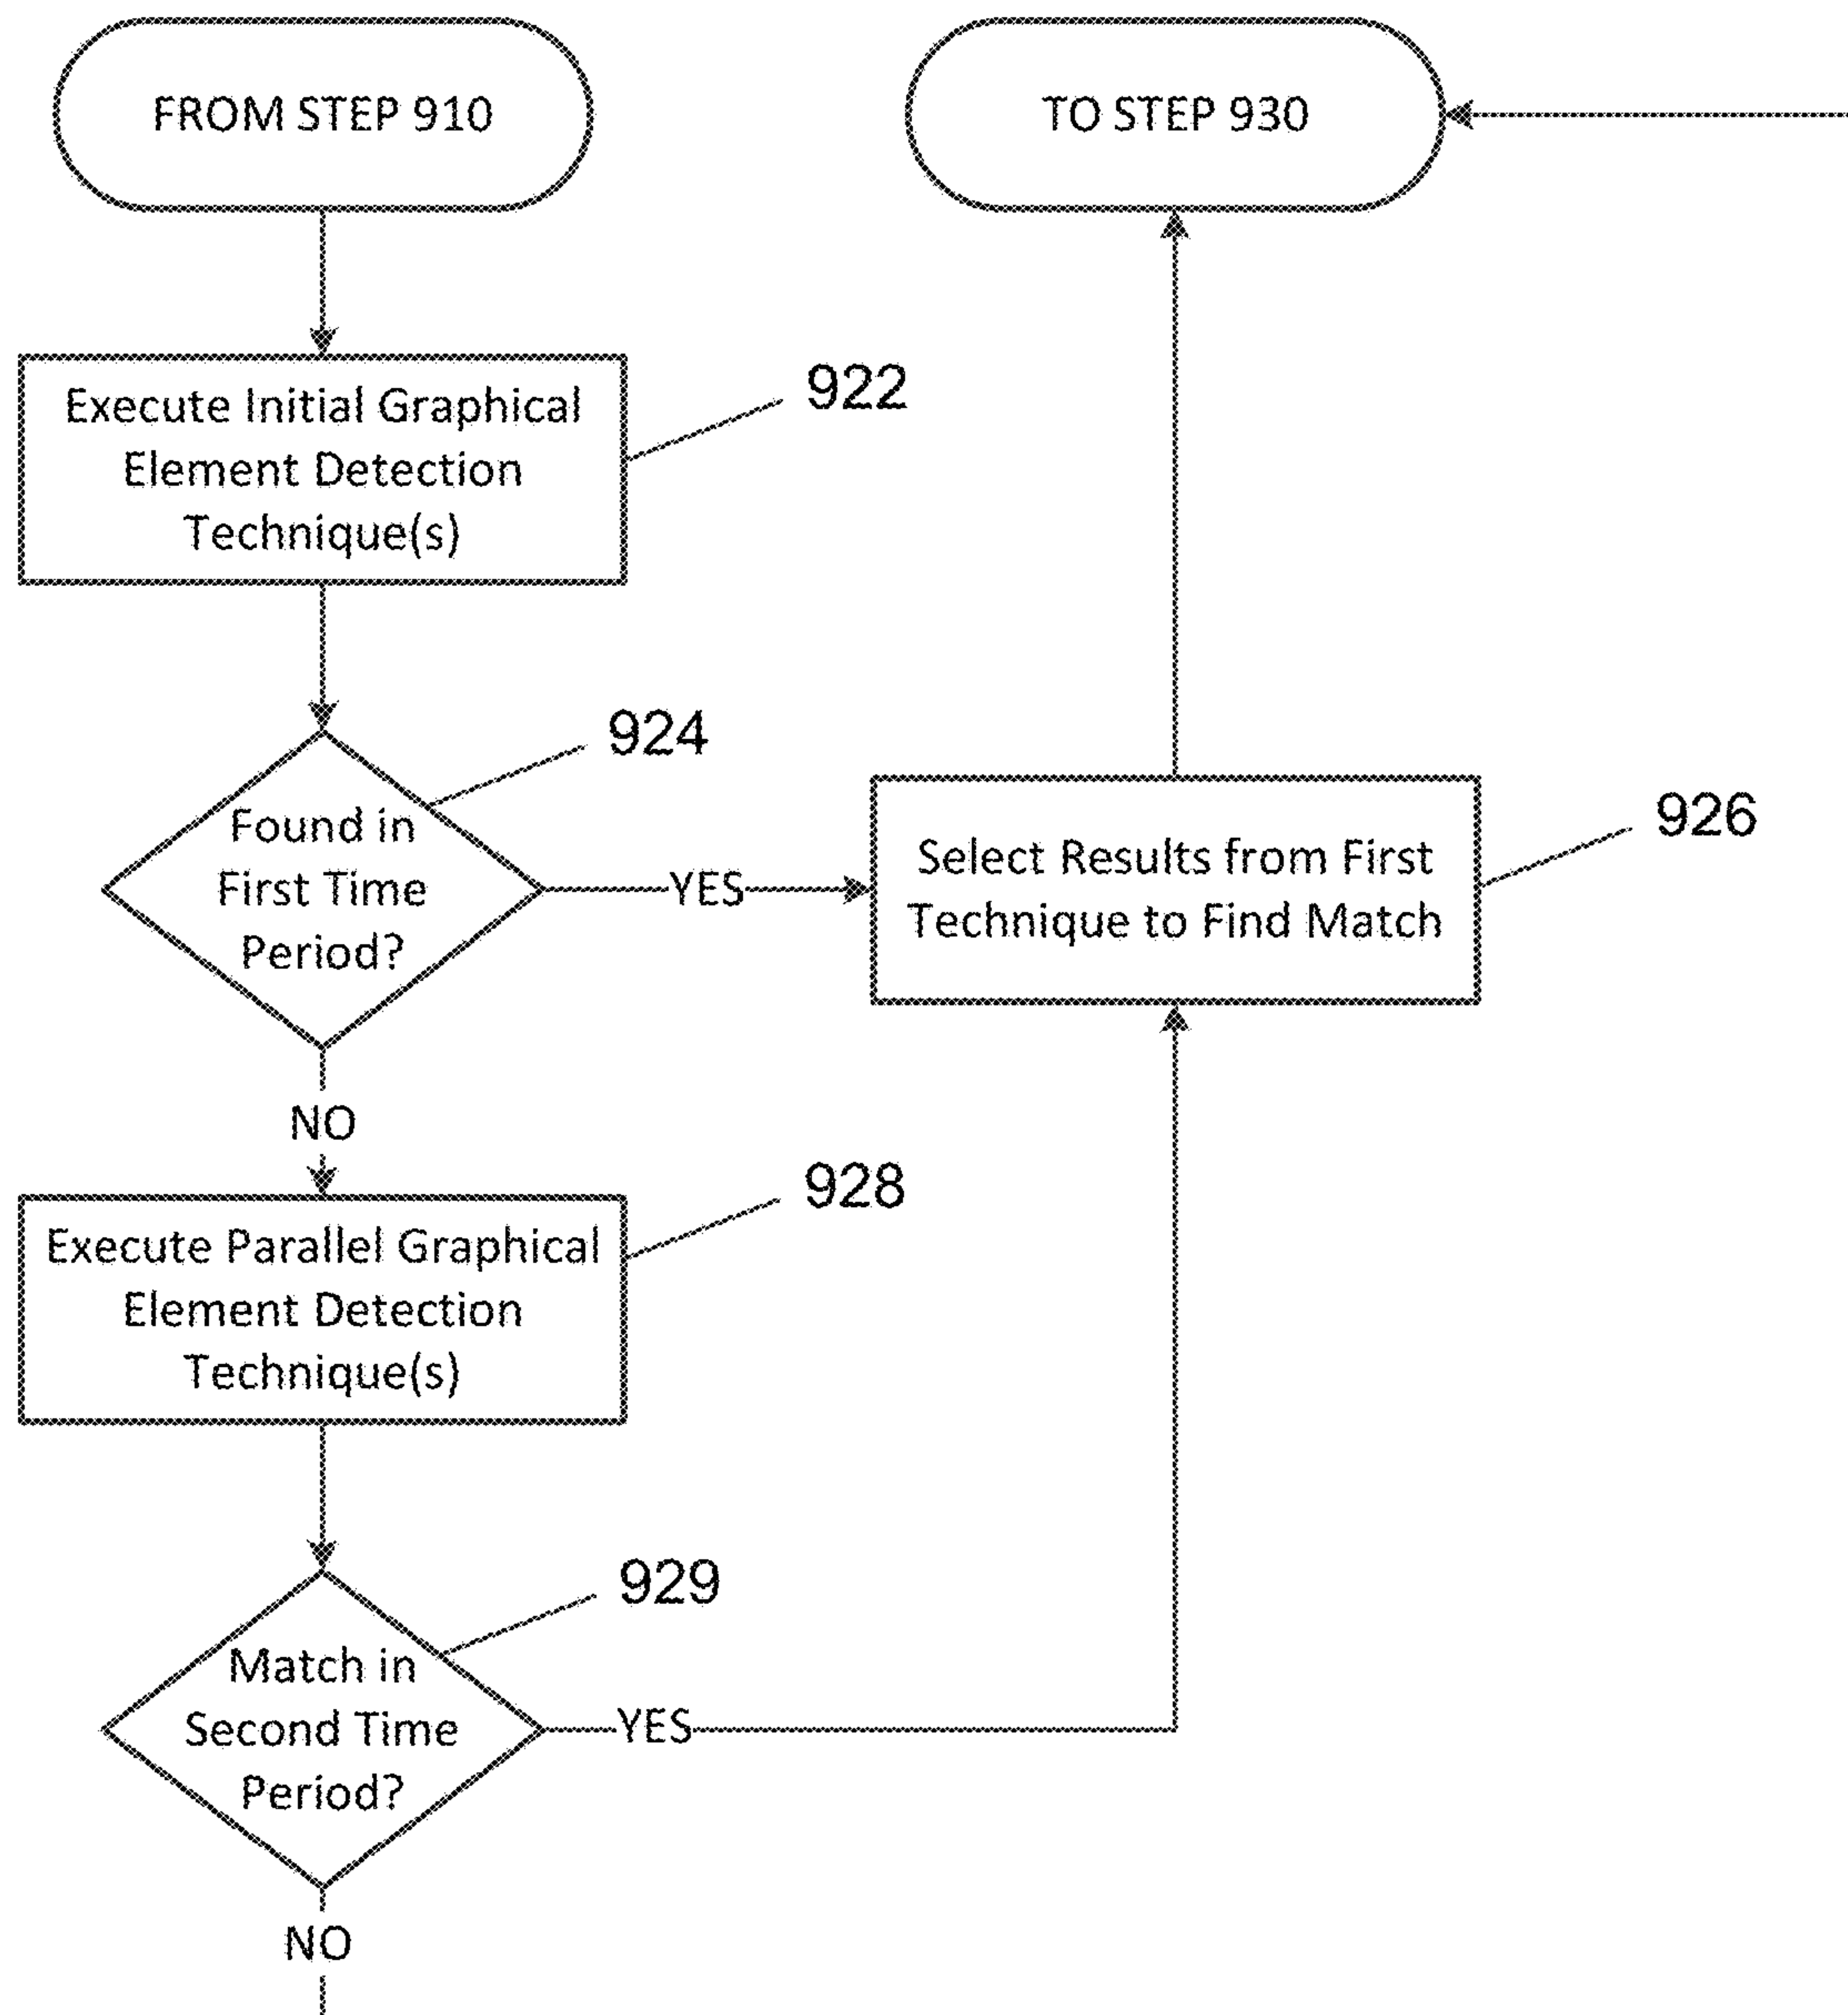 FROM STEP 910
TO STEP 930
Execute Initial Graphical
Element Detection
Technique(s)
922
924
Found in
First Time
Period?
YES
926
Select Results from First
Technique to Find Match
NO
928
Execute Parallel Graphical
Element Detection
Technique(s)
929
Match in
Second Time
Period?
YES
NO